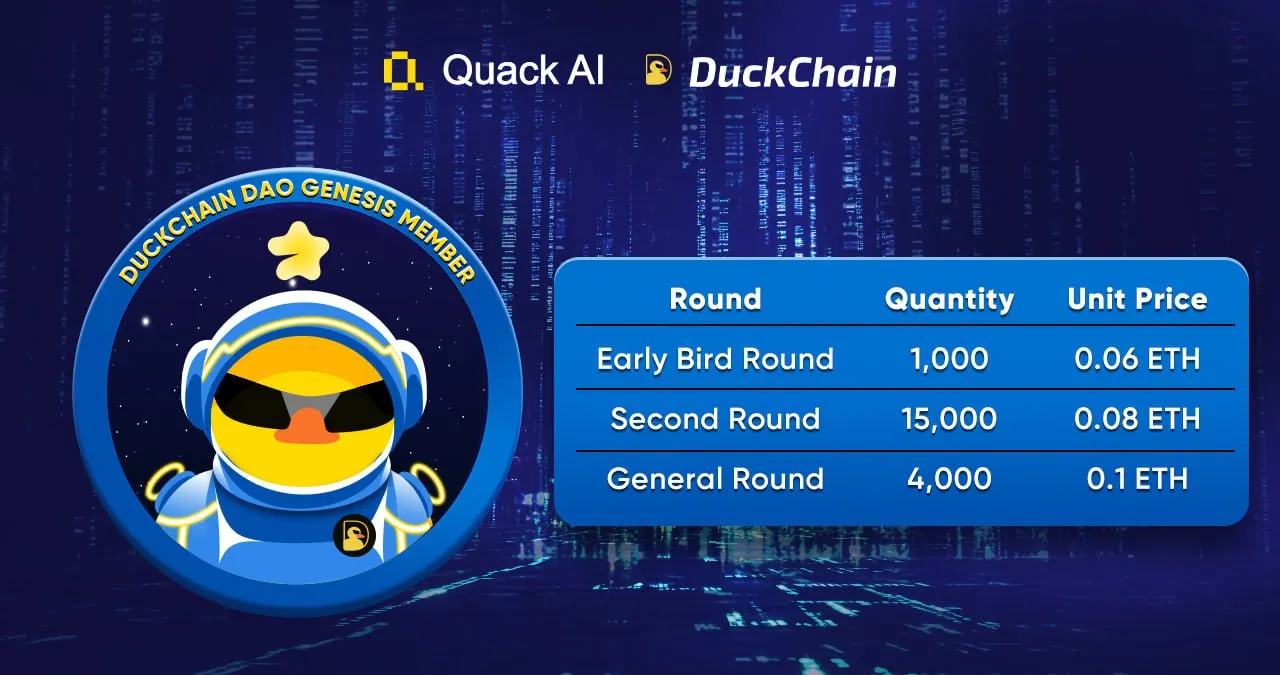 Quack AI DuckChain
DUCKCHAIN DAO GENESIS MEMBER
Round Quantity Unit Price
Early Bird Round 1,000 0.06 ETH
Second Round 15,000 0.08 ETH
General Round 4,000 0.1 ETH